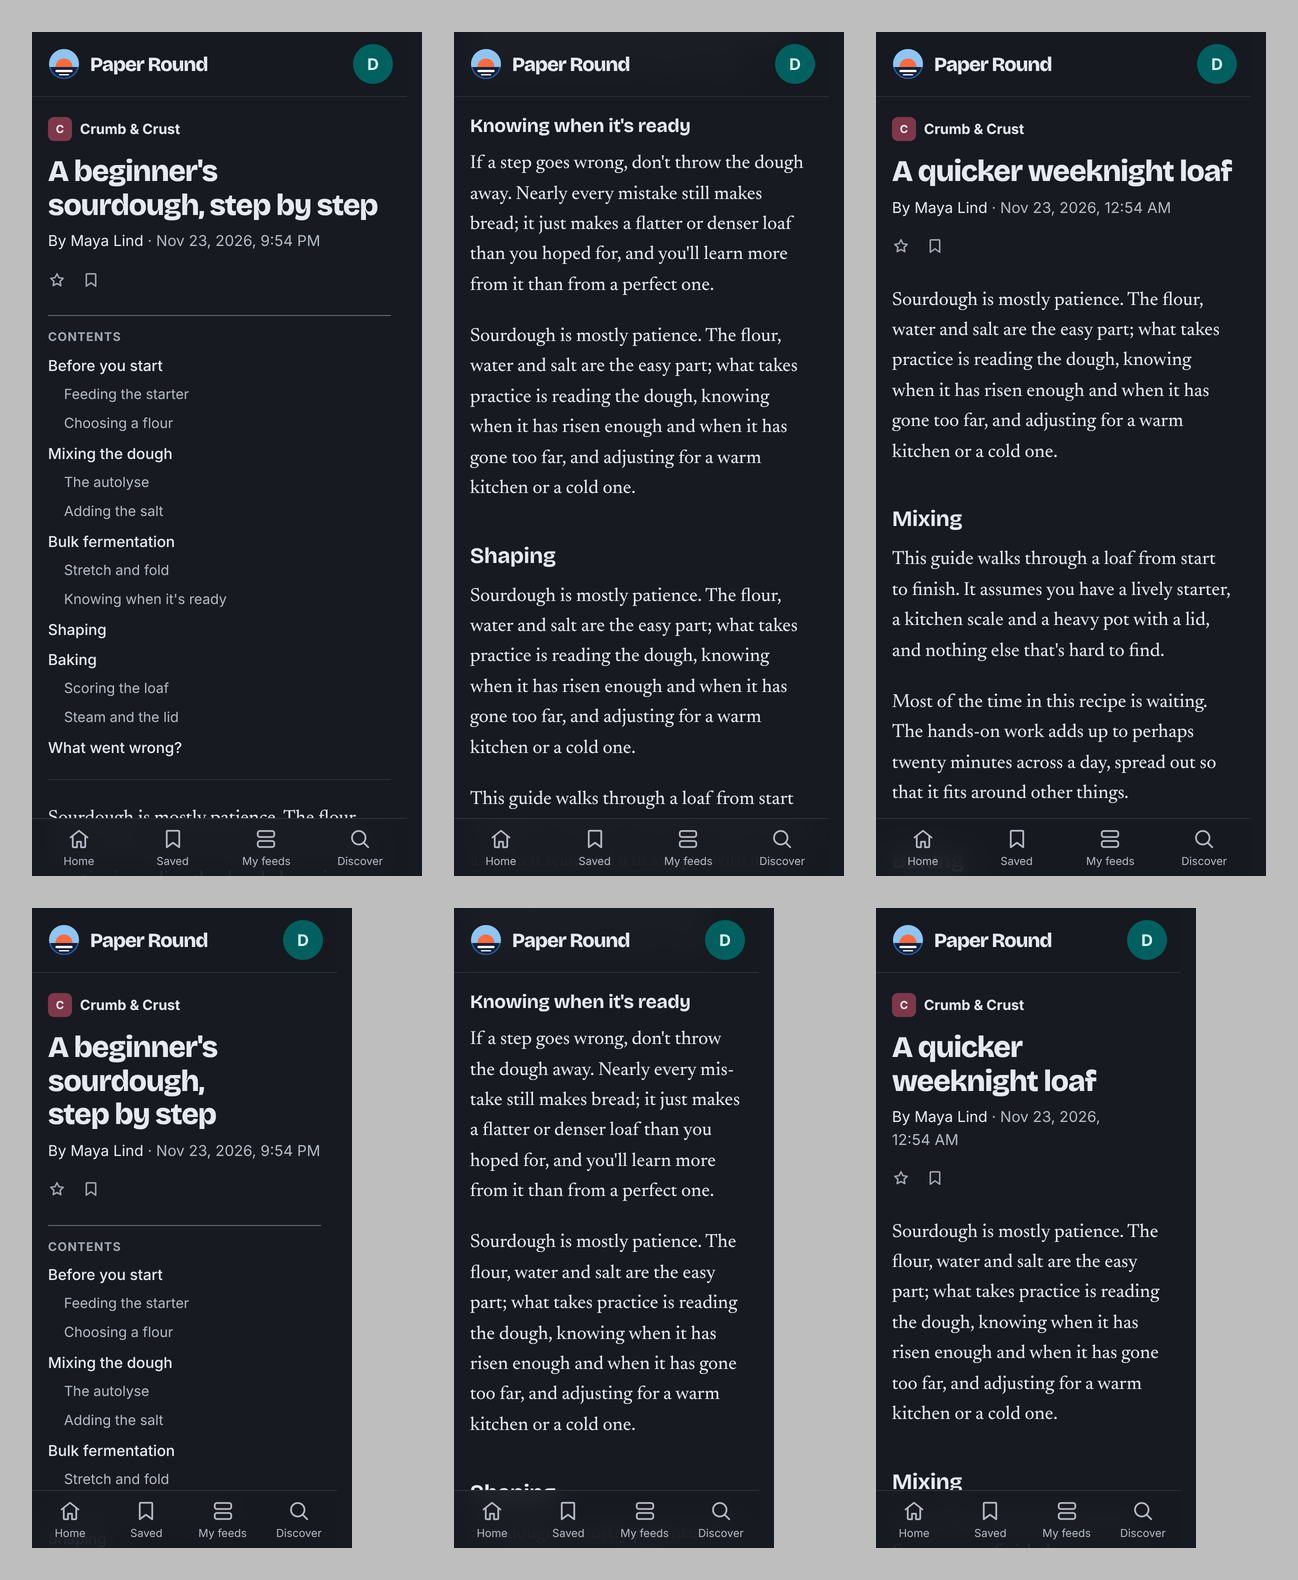 Paper Round
D
C
Crumb & Crust
A beginner's
sourdough, step by step
By Maya Lind · Nov 23, 2026, 9:54 PM
CONTENTS
Before you start
Feeding the starter
Choosing a flour
Mixing the dough
The autolyse
Adding the salt
Bulk fermentation
Stretch and fold
Knowing when it's ready
Shaping
Baking
Scoring the loaf
Steam and the lid
What went wrong?
Sourdough is mostly patience. The flour,
Home
Saved
My feeds
Discover
Paper Round
D
Knowing when it's ready
If a step goes wrong, don't throw the dough
away. Nearly every mistake still makes
bread; it just makes a flatter or denser loaf
than you hoped for, and you'll learn more
from it than from a perfect one.
Sourdough is mostly patience. The flour,
water and salt are the easy part; what takes
practice is reading the dough, knowing
when it has risen enough and when it has
gone too far, and adjusting for a warm
kitchen or a cold one.
Shaping
Sourdough is mostly patience. The flour,
water and salt are the easy part; what takes
practice is reading the dough, knowing
when it has risen enough and when it has
gone too far, and adjusting for a warm
kitchen or a cold one.
This guide walks through a loaf from start
Home
Saved
My feeds
Discover
Paper Round
D
C
Crumb & Crust
A quicker weeknight loaf
By Maya Lind · Nov 23, 2026, 12:54 AM
Sourdough is mostly patience. The flour,
water and salt are the easy part; what takes
practice is reading the dough, knowing
when it has risen enough and when it has
gone too far, and adjusting for a warm
kitchen or a cold one.
Mixing
This guide walks through a loaf from start
to finish. It assumes you have a lively starter,
a kitchen scale and a heavy pot with a lid,
and nothing else that's hard to find.
Most of the time in this recipe is waiting.
The hands-on work adds up to perhaps
twenty minutes across a day, spread out so
that it fits around other things.
Home
Saved
My feeds
Discover
Paper Round
D
C
Crumb & Crust
A beginner's
sourdough,
step by step
By Maya Lind · Nov 23, 2026, 9:54 PM
CONTENTS
Before you start
Feeding the starter
Choosing a flour
Mixing the dough
The autolyse
Adding the salt
Bulk fermentation
Stretch and fold
Shaping
Home
Saved
My feeds
Discover
Paper Round
D
Knowing when it's ready
If a step goes wrong, don't throw
the dough away. Nearly every mis-
take still makes bread; it just makes
a flatter or denser loaf than you
hoped for, and you'll learn more
from it than from a perfect one.
Sourdough is mostly patience. The
flour, water and salt are the easy
part; what takes practice is reading
the dough, knowing when it has
risen enough and when it has gone
too far, and adjusting for a warm
kitchen or a cold one.
Shaping
Home
Saved
My feeds
Discover
Paper Round
D
C
Crumb & Crust
A quicker
weeknight loaf
By Maya Lind · Nov 23, 2026,
12:54 AM
Sourdough is mostly patience. The
flour, water and salt are the easy
part; what takes practice is reading
the dough, knowing when it has
risen enough and when it has gone
too far, and adjusting for a warm
kitchen or a cold one.
Mixing
Home
Saved
My feeds
Discover